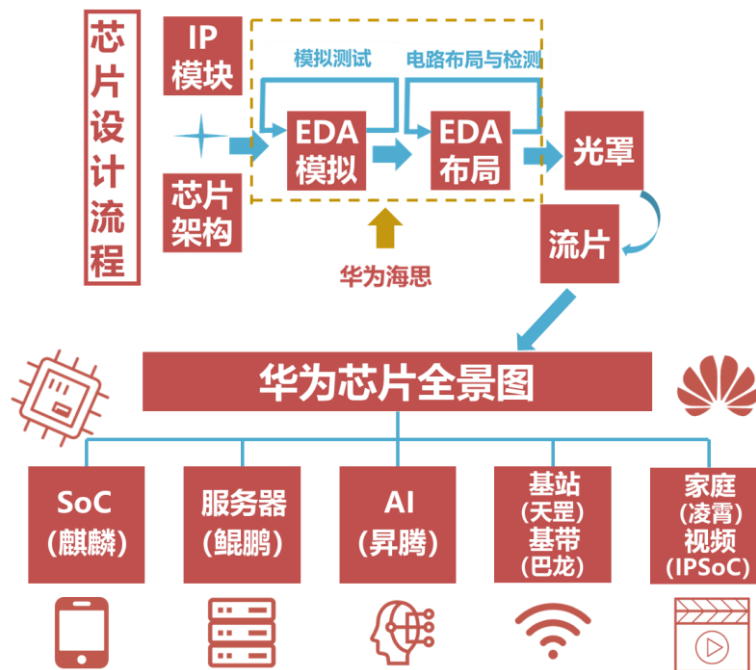 芯片设计流程
IP
模块
芯片
架构
模拟测试
电路布局与检测
EDA
模拟
EDA
布局
光罩
流片
华为海思
华为芯片全景图
SoC
(麒麟)
服务器
(鲲鹏)
AI
(昇腾)
基站
(天罡)
基带
(巴龙)
家庭
(凌霄)
视频
(IPSoC)